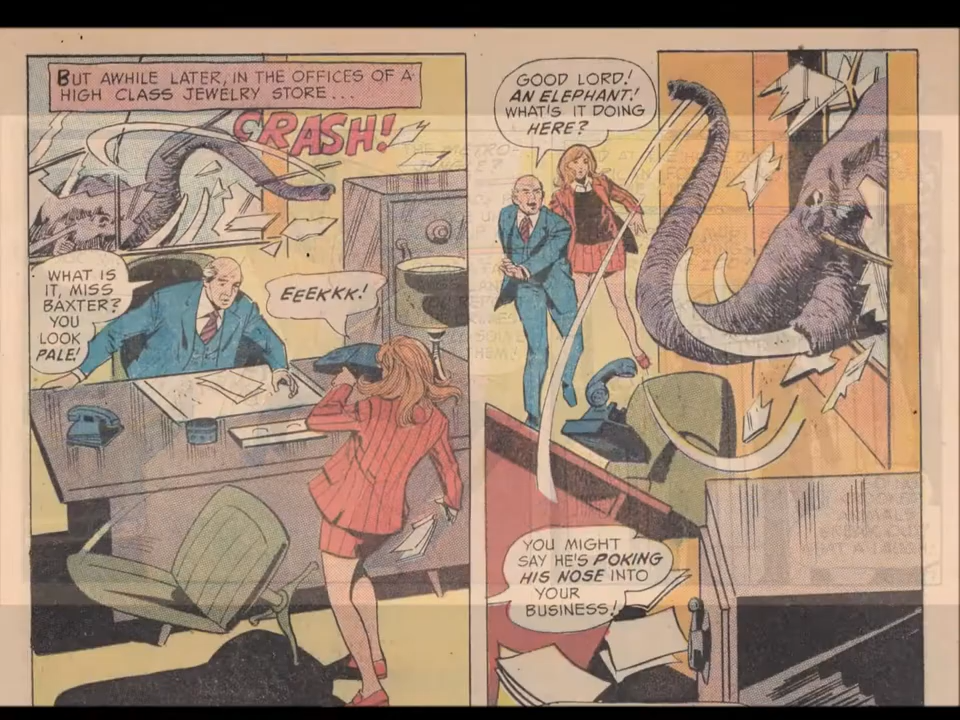 BUT AWHILE LATER, IN THE OFFICES OF A
HIGH CLASS JEWELRY STORE...
CRASH!
WHAT IS
IT, MISS
BAXTER?
YOU
LOOK
PALE!
EEEKKK!
GOOD LORD!
AN ELEPHANT!
WHAT'S IT DOING
HERE?
YOU MIGHT
SAY HE'S POKING
HIS NOSE INTO
YOUR
BUSINESS!